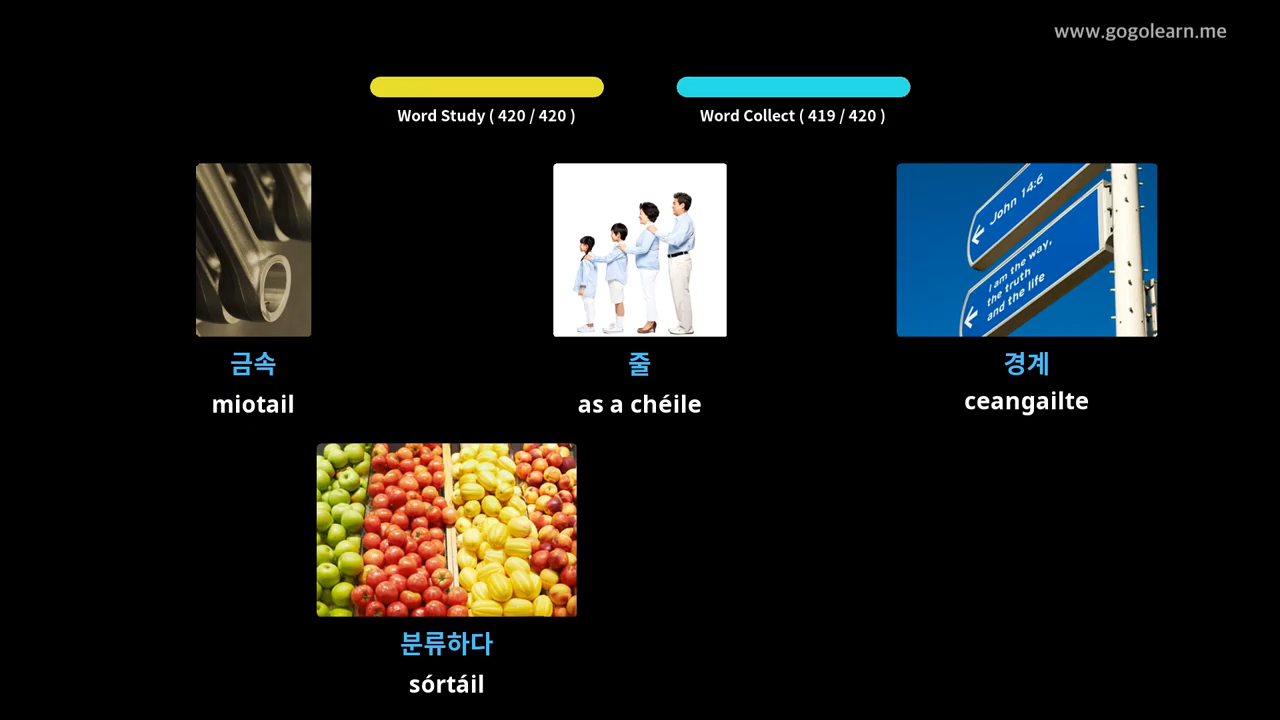 www.gogolearn.me
Word Study ( 420 / 420 )
Word Collect ( 419 / 420 )
John 14:6
I am the way,
the truth
and the life
금속
줄
경계
miotail
as a chéile
ceangailte
분류하다
sórtáil